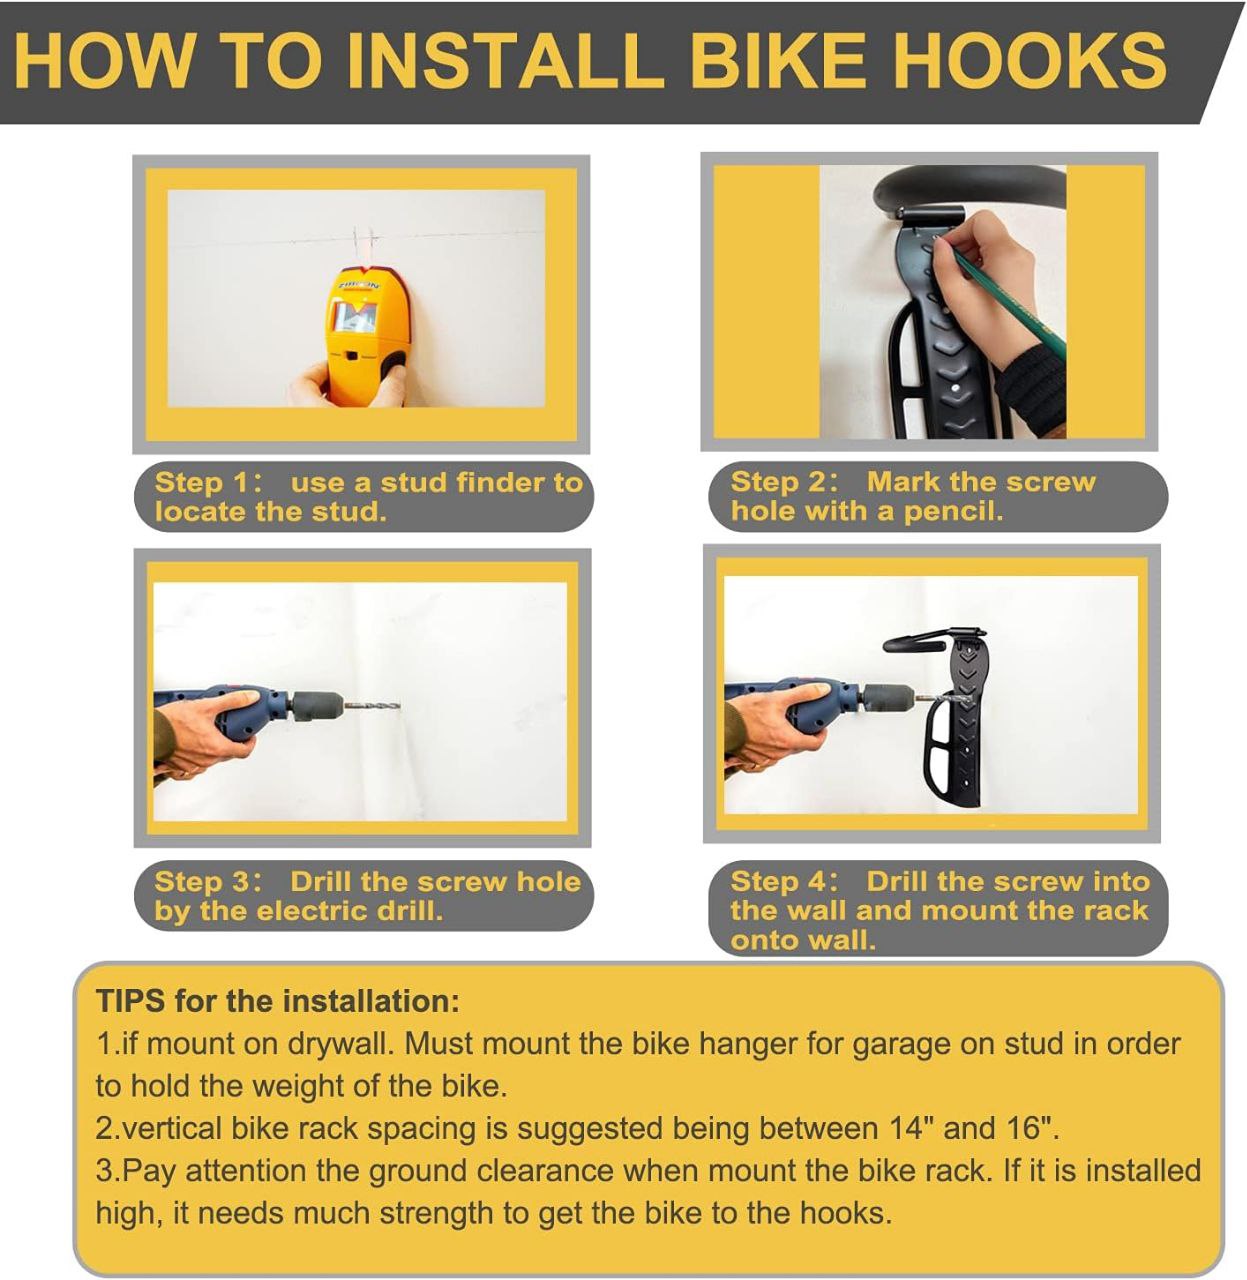 HOW TO INSTALL BIKE HOOKS
ZIRCON
Step 1： use a stud finder to
locate the stud.
Step 2： Mark the screw
hole with a pencil.
Step 3： Drill the screw hole
by the electric drill.
Step 4： Drill the screw into
the wall and mount the rack
onto wall.
TIPS for the installation:
1.if mount on drywall. Must mount the bike hanger for garage on stud in order
to hold the weight of the bike.
2.vertical bike rack spacing is suggested being between 14" and 16".
3.Pay attention the ground clearance when mount the bike rack. If it is installed
high, it needs much strength to get the bike to the hooks.